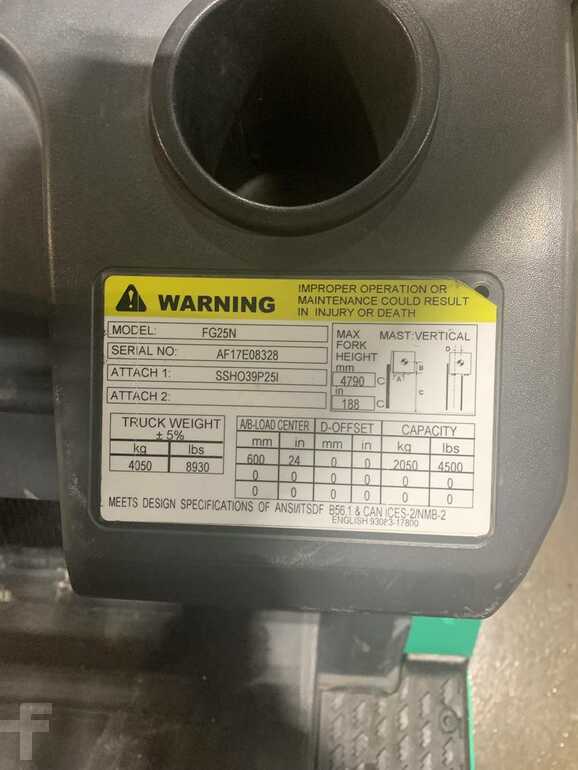 WARNING
IMPROPER OPERATION OR
MAINTENANCE COULD RESULT
IN INJURY OR DEATH
MODEL: FG25N
SERIAL NO: AF17E08328
ATTACH 1: SSHO39P25I
ATTACH 2:
MAX
FORK
HEIGHT
mm
4790 C
in
188 C
MAST:VERTICAL
D
A
B
C
TRUCK WEIGHT
± 5%
kg lbs
4050 8930
A/B-LOAD CENTER D-OFFSET CAPACITY
mm in mm in kg lbs
600 24 0 0 2050 4500
0 0 0 0 0 0
0 0 0 0 0 0
MEETS DESIGN SPECIFICATIONS OF ANSI/ITSDF B56.1 & CAN ICES-2/NMB-2
ENGLISH 93083-17800
F